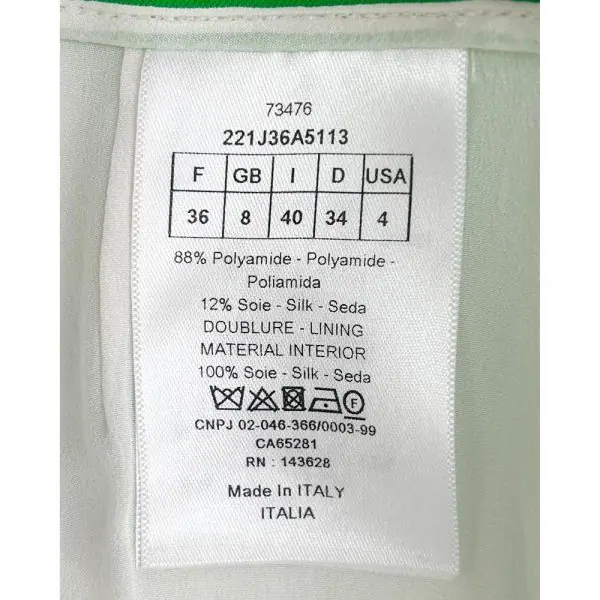 73476
221J36A5113
F GB I D USA
36 8 40 34 4
88% Polyamide - Polyamide -
Poliamida
12% Soie - Silk - Seda
DOUBLURE - LINING
MATERIAL INTERIOR
100% Soie - Silk - Seda
F
CNPJ 02-046-366/0003-99
CA65281
RN : 143628
Made In ITALY
ITALIA